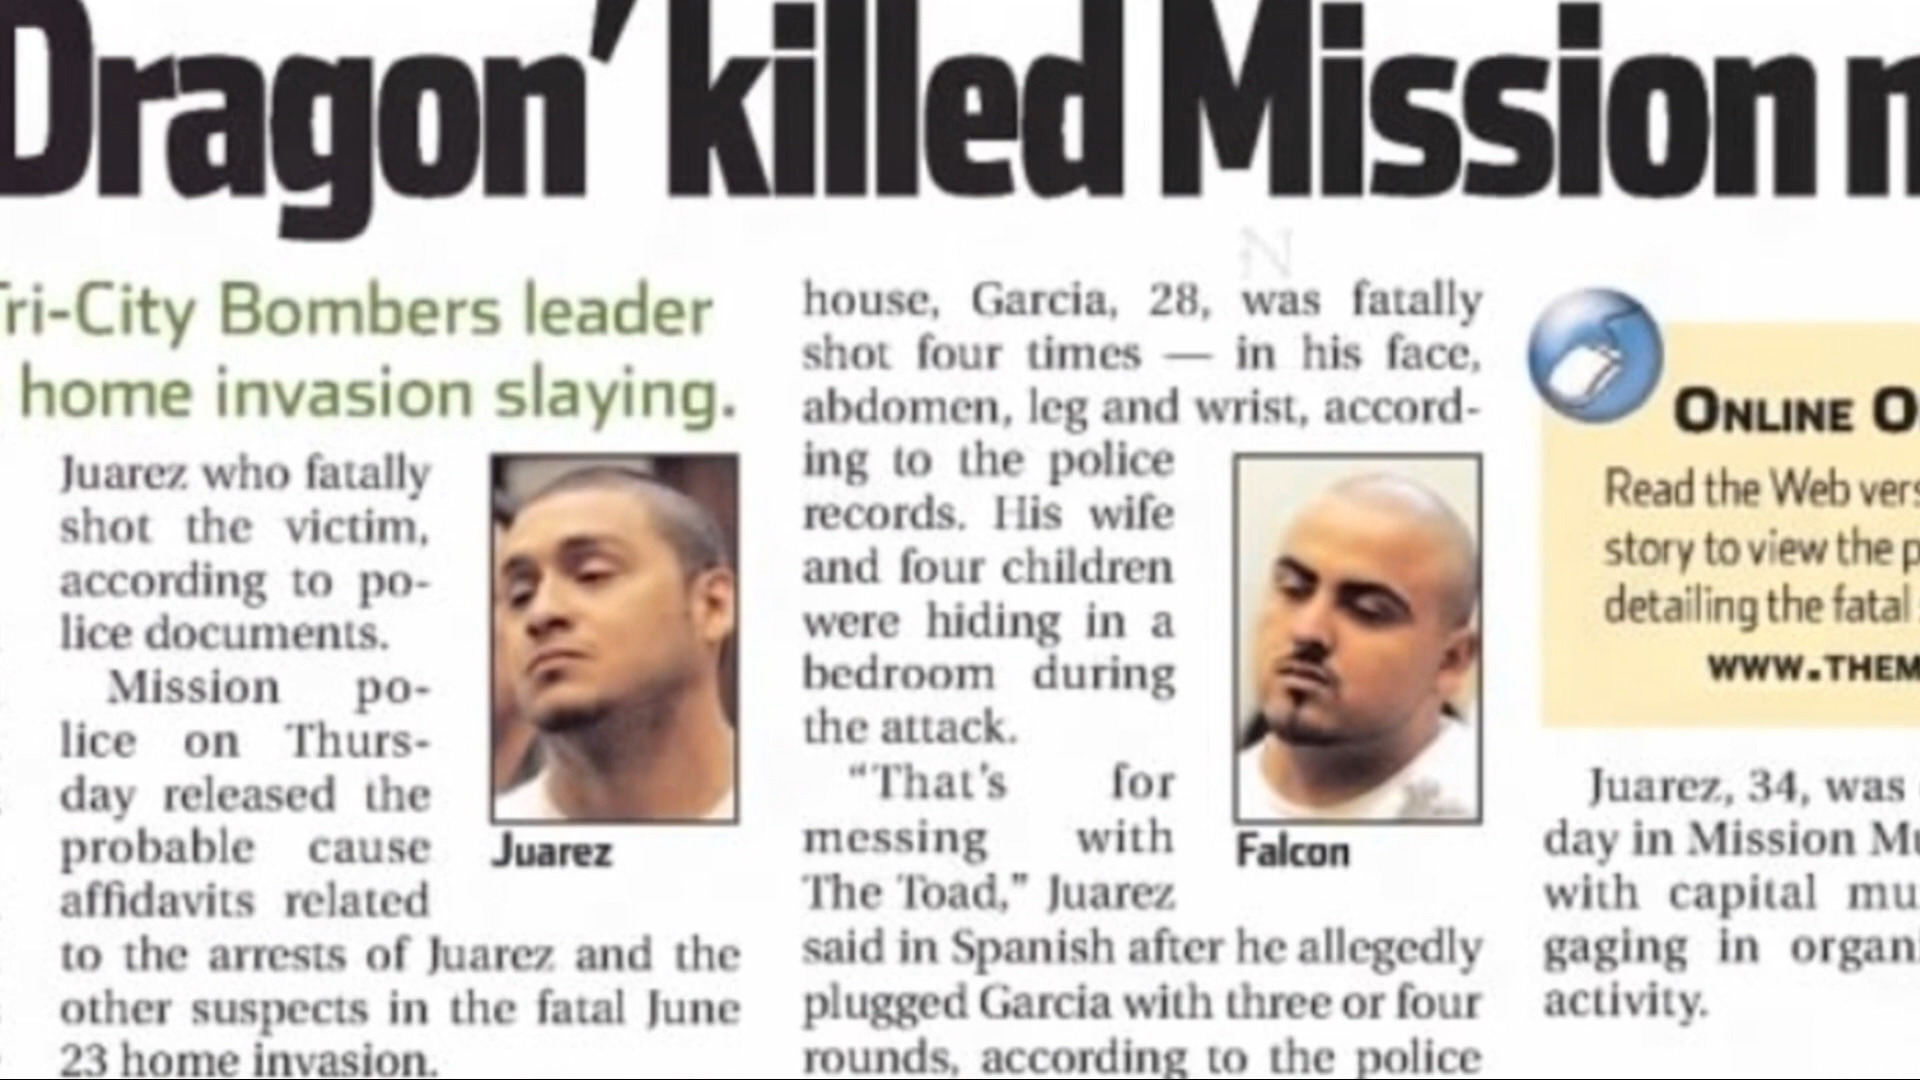 Dragon’ killed Mission
Tri-City Bombers leader
home invasion slaying.
Juarez who fatally
shot the victim,
according to po-
lice documents.
Mission po-
lice on Thurs-
day released the
probable cause
affidavits related
to the arrests of Juarez and the
other suspects in the fatal June
23 home invasion.
Juarez
house, Garcia, 28, was fatally
shot four times — in his face,
abdomen, leg and wrist, accord-
ing to the police
records. His wife
and four children
were hiding in a
bedroom during
the attack.
“That’s for
messing with
The Toad,” Juarez
said in Spanish after he allegedly
plugged Garcia with three or four
rounds, according to the police
Falcon
N
ONLINE O
Read the Web vers
story to view the p
detailing the fatal
WWW.THEM
Juarez, 34, was
day in Mission Mu
with capital mu
gaging in organi
activity.